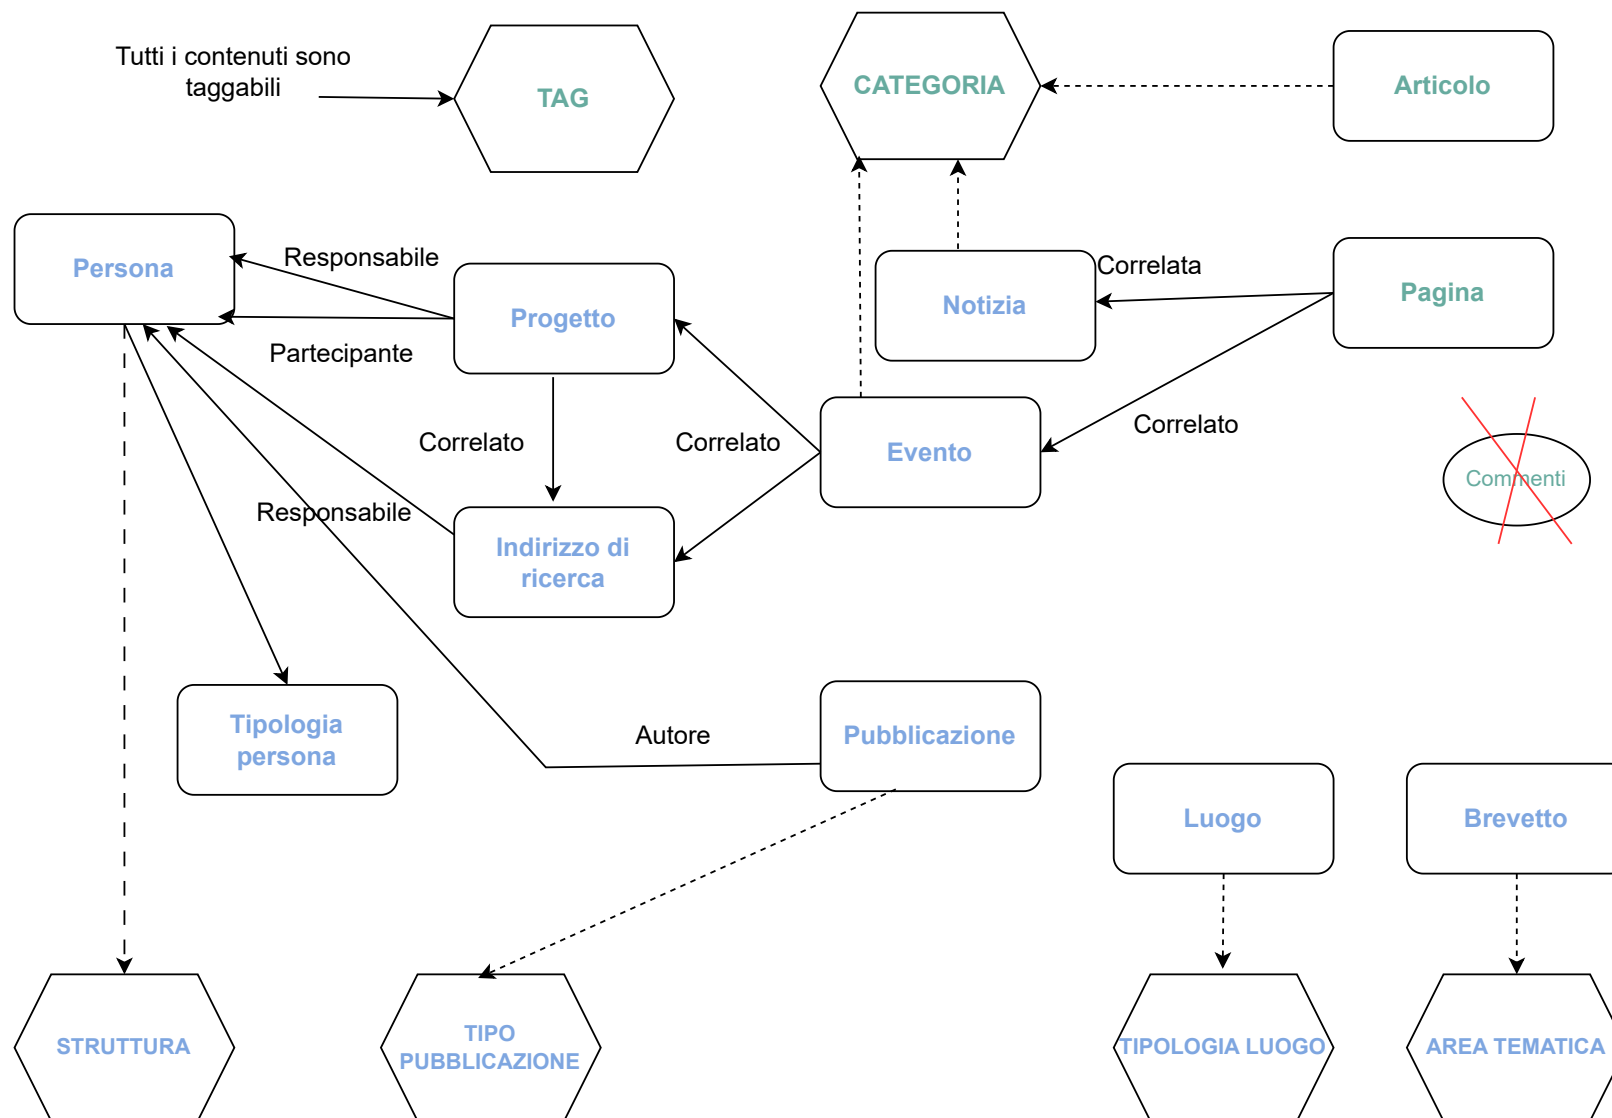 Tutti i contenuti sono
taggabili
TAG
CATEGORIA
Articolo
Persona
Responsabile
Progetto
Partecipante
Notizia
Correlata
Pagina
Correlato
Correlato
Evento
Correlato
Commenti
Responsabile
Indirizzo di
ricerca
Tipologia
persona
Autore
Pubblicazione
Luogo
Brevetto
STRUTTURA
TIPO
PUBBLICAZIONE
TIPOLOGIA LUOGO
AREA TEMATICA